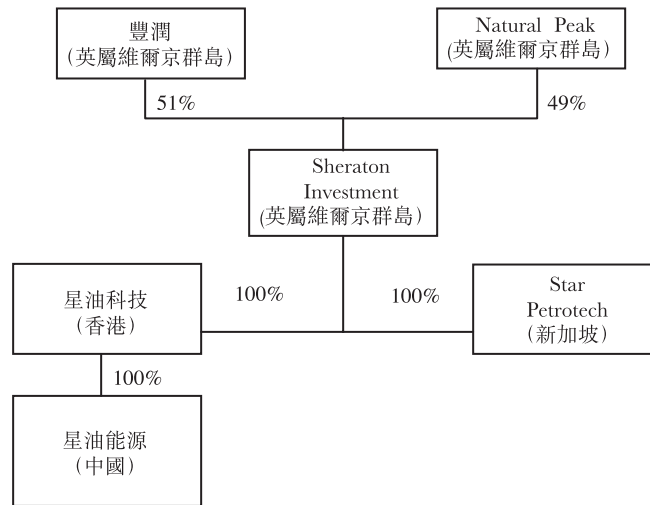 豐潤
(英屬維爾京群島)
Natural Peak
(英屬維爾京群島)
51%
49%
Sheraton
Investment
(英屬維爾京群島)
星油科技
(香港)
100%
100%
Star
Petrotech
(新加坡)
100%
星油能源
(中國)